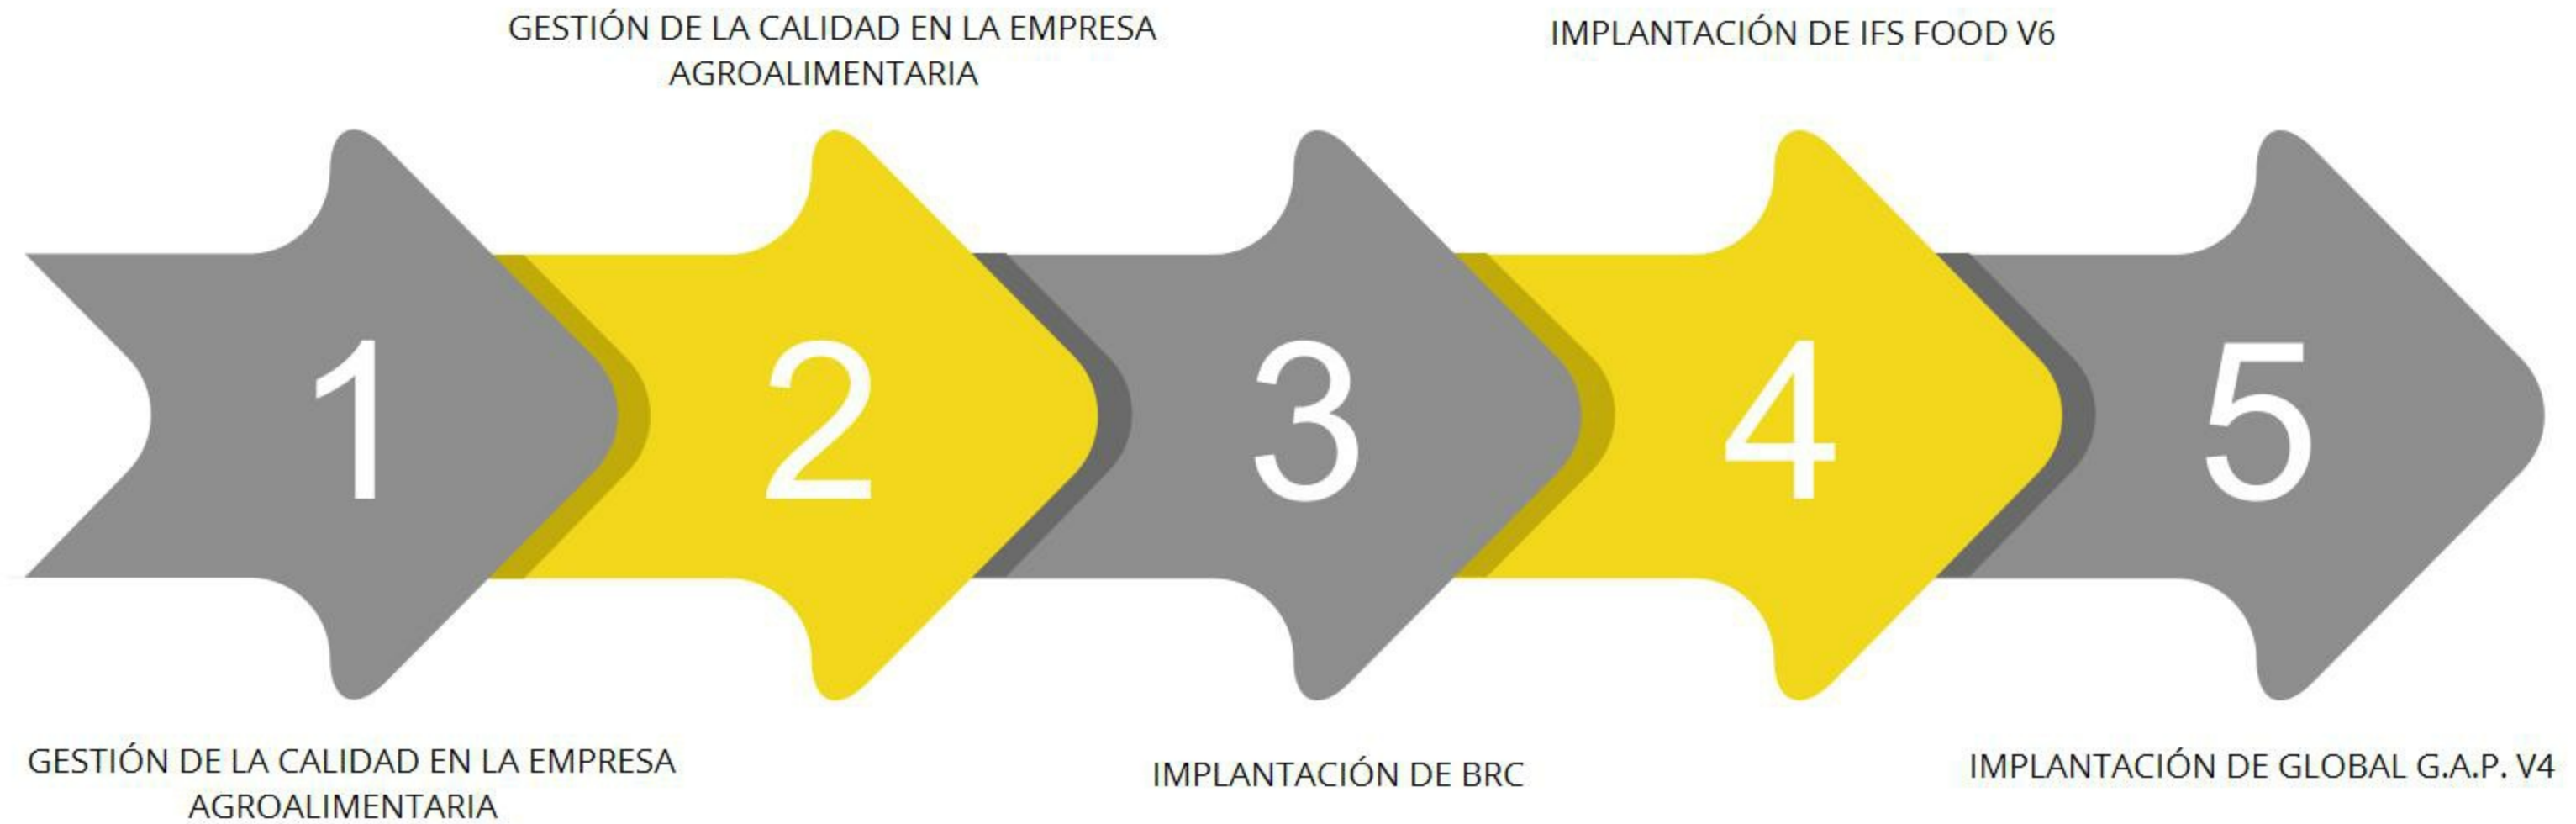 GESTIÓN DE LA CALIDAD EN LA EMPRESA
AGROALIMENTARIA
IMPLANTACIÓN DE IFS FOOD V6
1
2
3
4
5
GESTIÓN DE LA CALIDAD EN LA EMPRESA
AGROALIMENTARIA
IMPLANTACIÓN DE BRC
IMPLANTACIÓN DE GLOBAL G.A.P. V4